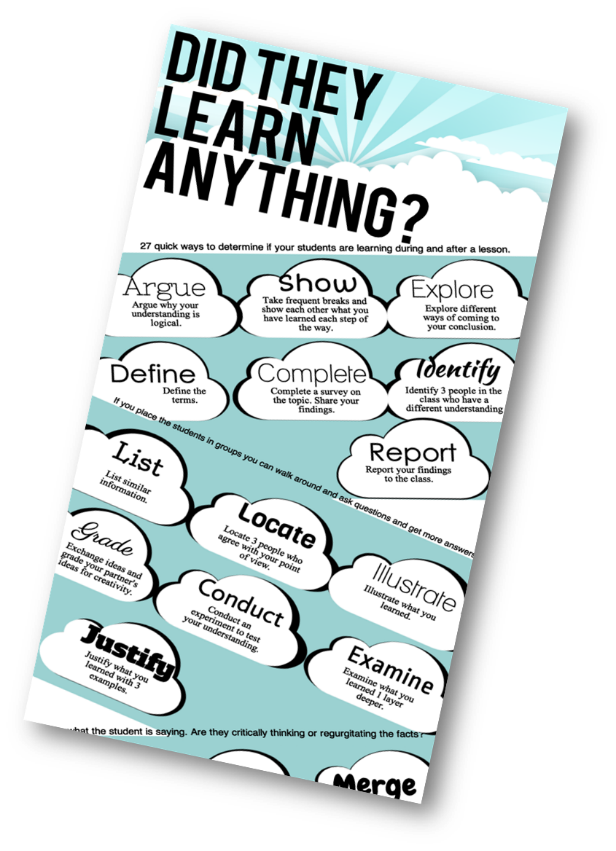 DID THEY
LEARN
ANYTHING?
27 quick ways to determine if your students are learning during and after a lesson.
Argue
Argue why your
understanding is
logical.
Show
Take frequent breaks and
show each other what you
have learned each step of
the way.
Explore
Explore different
ways of coming to
your conclusion.
Define
Define the
terms.
Complete
Complete a survey on
the topic. Share your
findings.
Identify
Identify 3 people in the
class who have a
different understanding
If you place the students in groups you can walk around and ask questions and get more answers
Report
Report your findings
to the class.
List
List similar
information.
Locate
Locate 3 people who
agree with your point
of view.
Illustrate
Illustrate what you
learned.
Grade
Exchange ideas and
grade your partner's
ideas for creativity.
Conduct
Conduct an
experiment to test
your understanding.
Justify
Justify what you
learned with 3
examples.
Examine
Examine what you
learned 1 layer
deeper.
what the student is saying. Are they critically thinking or regurgitating the facts?
Merge